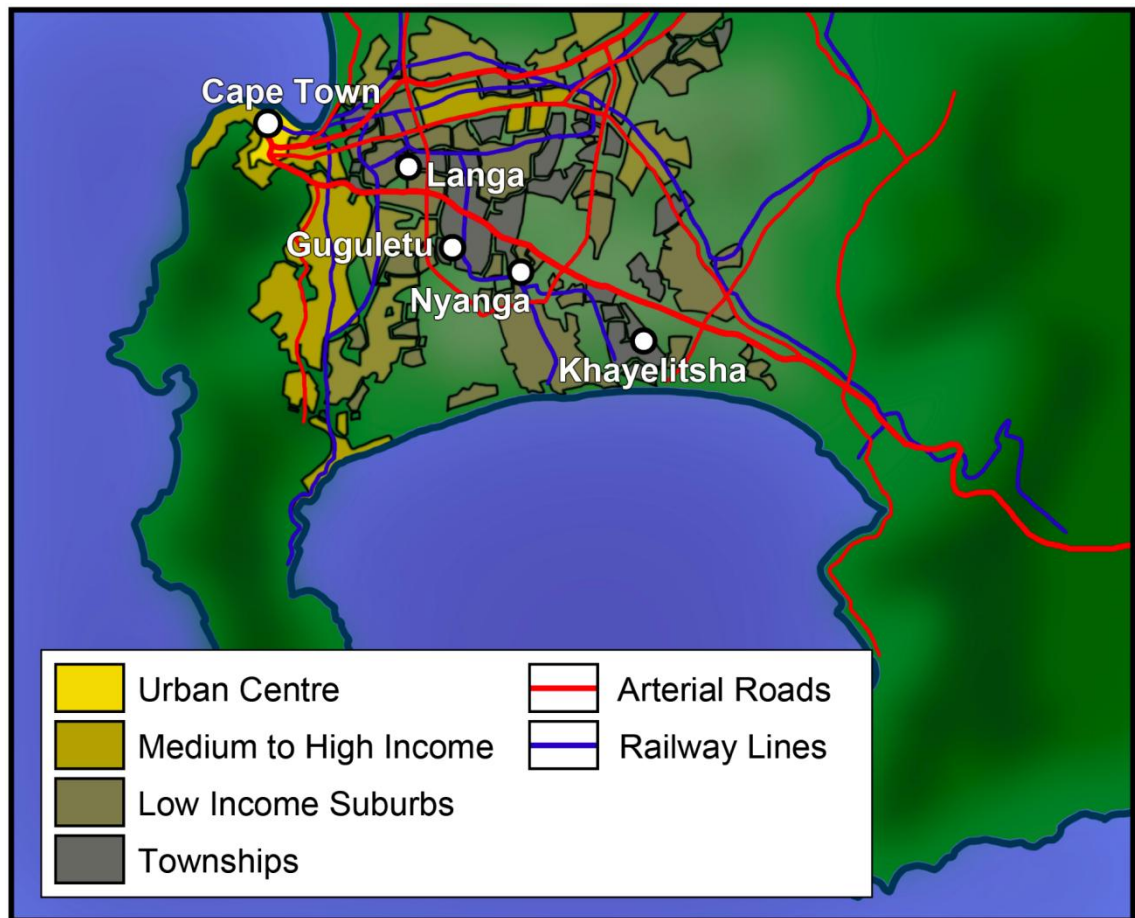 Cape Town
Langa
Guguletu
Nyanga
Khayelitsha
Urban Centre
Medium to High Income
Low Income Suburbs
Townships
Arterial Roads
Railway Lines